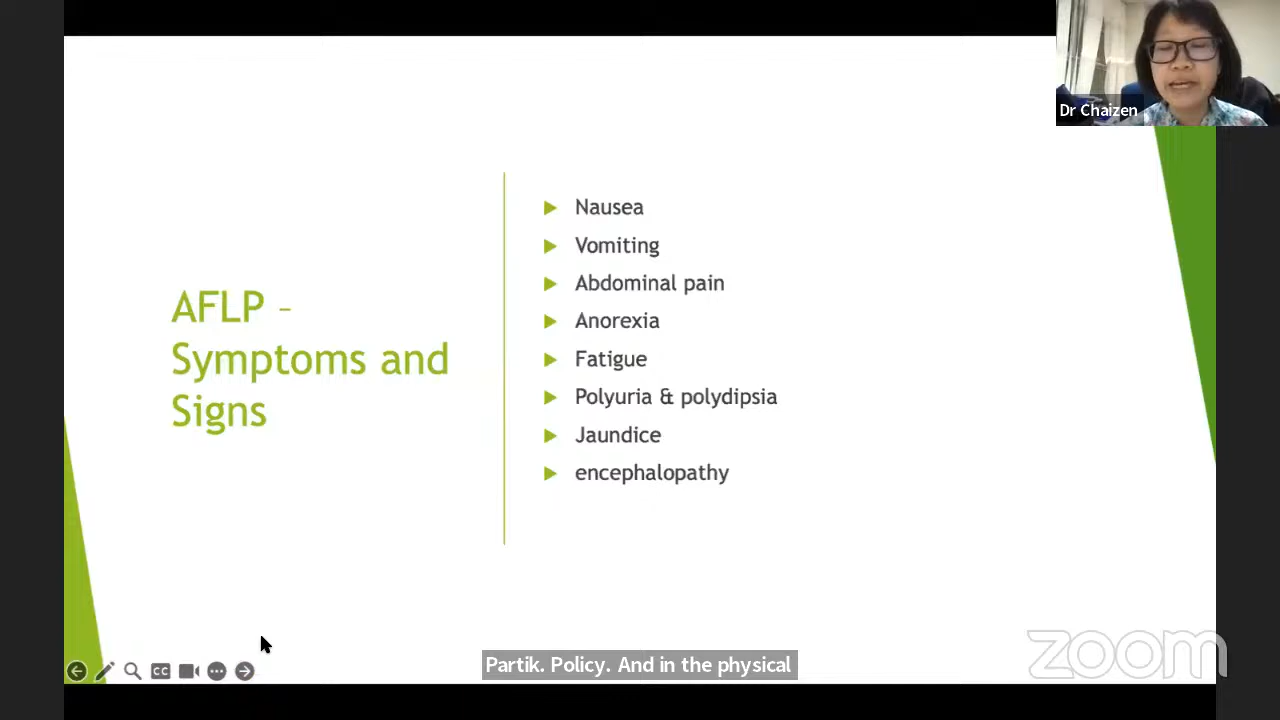 Dr Chaizen
AFLP –
Symptoms and
Signs
Nausea
Vomiting
Abdominal pain
Anorexia
Fatigue
Polyuria & polydipsia
Jaundice
encephalopathy
CC
Partik. Policy. And in the physical
zoom